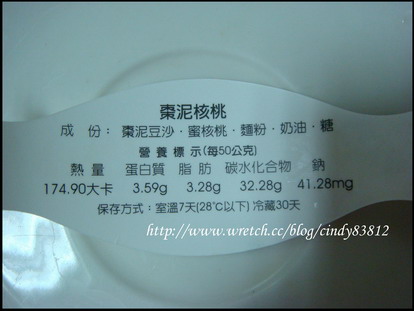 棗泥核桃
成 份：棗泥豆沙．蜜核桃．麵粉．奶油．糖
營養標示(每50公克)
熱量 蛋白質 脂肪 碳水化合物 鈉
174.90大卡 3.59g 3.28g 32.28g 41.28mg
保存方式：室溫7天(28℃以下) 冷藏30天
http://www.wretch.cc/blog/cindy83812